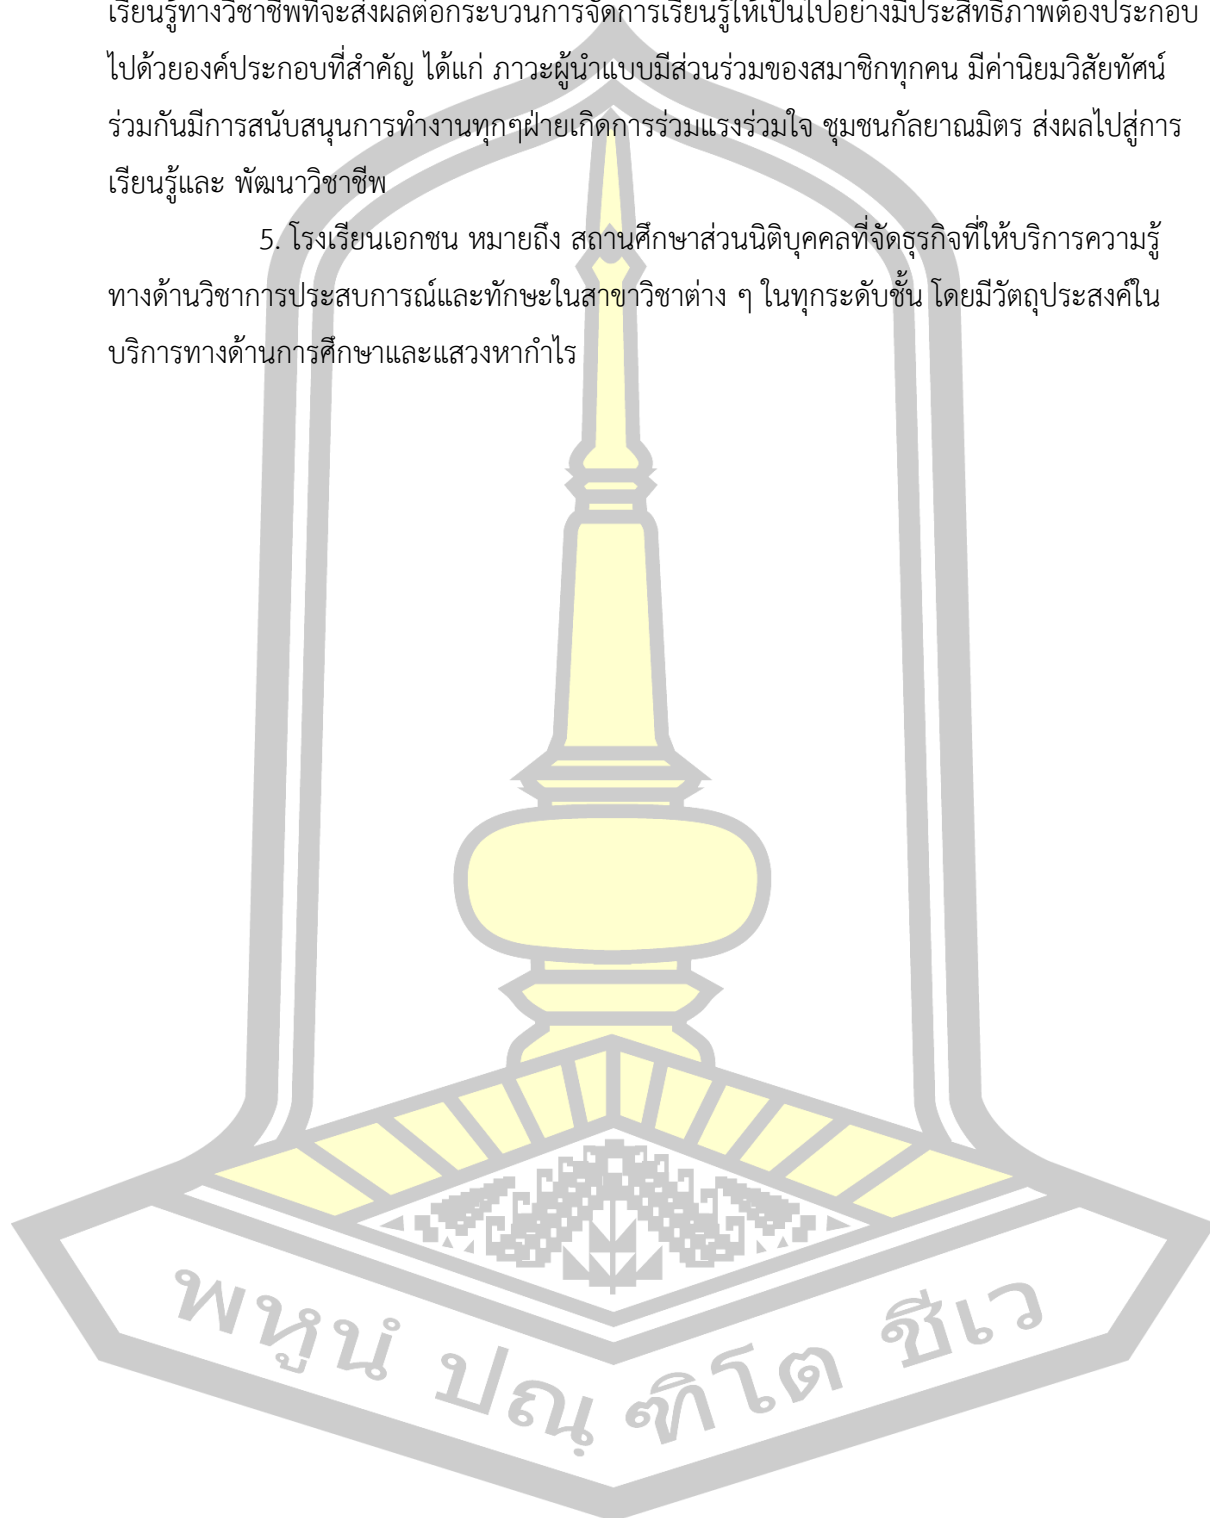 เรียนรู้ทางวิชาชีพที่จะส่งผลต่อกระบวนการจัดการเรียนรู้ให้เป็นไปอย่างมีประสิทธิภาพต้องประกอบ
ไปด้วยองค์ประกอบที่สำคัญ ได้แก่ ภาวะผู้นำแบบมีส่วนร่วมของสมาชิกทุกคน มีค่านิยมวิสัยทัศน์
ร่วมกันมีการสนับสนุนการทำงานทุกๆฝ่ายเกิดการร่วมแรงร่วมใจ ชุมชนกัลยาณมิตร ส่งผลไปสู่การ
เรียนรู้และ พัฒนาวิชาชีพ
5. โรงเรียนเอกชน หมายถึง สถานศึกษาส่วนนิติบุคคลที่จัดธุรกิจที่ให้บริการความรู้
ทางด้านวิชาการประสบการณ์และทักษะในสาขาวิชาต่าง ๆ ในทุกระดับชั้น โดยมีวัตถุประสงค์ใน
บริการทางด้านการศึกษาและแสวงหากำไร
พหูนํ ปณฺฑิโต ชีเว